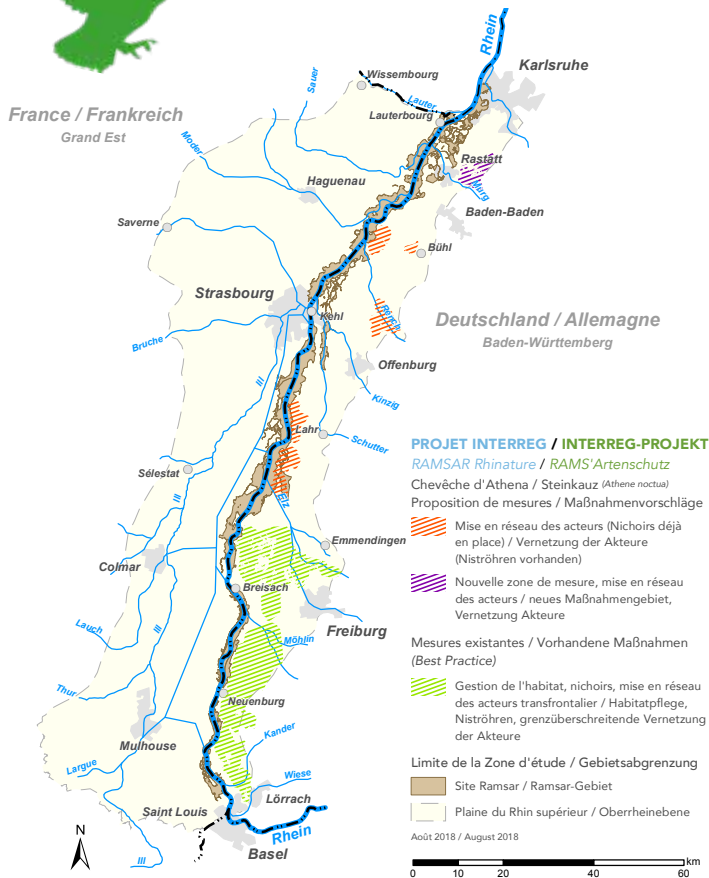 Rhein
Karlsruhe
Wissembourg
Sauer
Lauter
Lauterbourg
France / Frankreich
Grand Est
Moder
Rastatt
Haguenau
Murg
Baden-Baden
Saverne
Bühl
Strasbourg
Kehl
Rench
Deutschland / Allemagne
Baden-Württemberg
Bruche
Offenburg
Ill
Kinzig
Lahr
Schutter
Sélestat
Ill
Elz
Emmendingen
Colmar
Breisach
Freiburg
Lauch
Ill
Möhlin
Thur
Neuenburg
Kander
Mulhouse
Largue
Wiese
Lörrach
Saint Louis
Rhein
Basel
Ill
N
PROJET INTERREG / INTERREG-PROJEKT
RAMSAR Rhinature / RAMS'Artenschutz
Chevêche d'Athena / Steinkauz (Athene noctua)
Proposition de mesures / Maßnahmenvorschläge
Mise en réseau des acteurs (Nichoirs déjà
en place) / Vernetzung der Akteure
(Niströhren vorhanden)
Nouvelle zone de mesure, mise en réseau
des acteurs / neues Maßnahmengebiet,
Vernetzung Akteure
Mesures existantes / Vorhandene Maßnahmen
(Best Practice)
Gestion de l'habitat, nichoirs, mise en réseau
des acteurs transfrontalier / Habitatpflege,
Niströhren, grenzüberschreitende Vernetzung
der Akteure
Limite de la Zone d'étude / Gebietsabgrenzung
Site Ramsar / Ramsar-Gebiet
Plaine du Rhin supérieur / Oberrheinebene
Août 2018 / August 2018
km
0 10 20 40 60